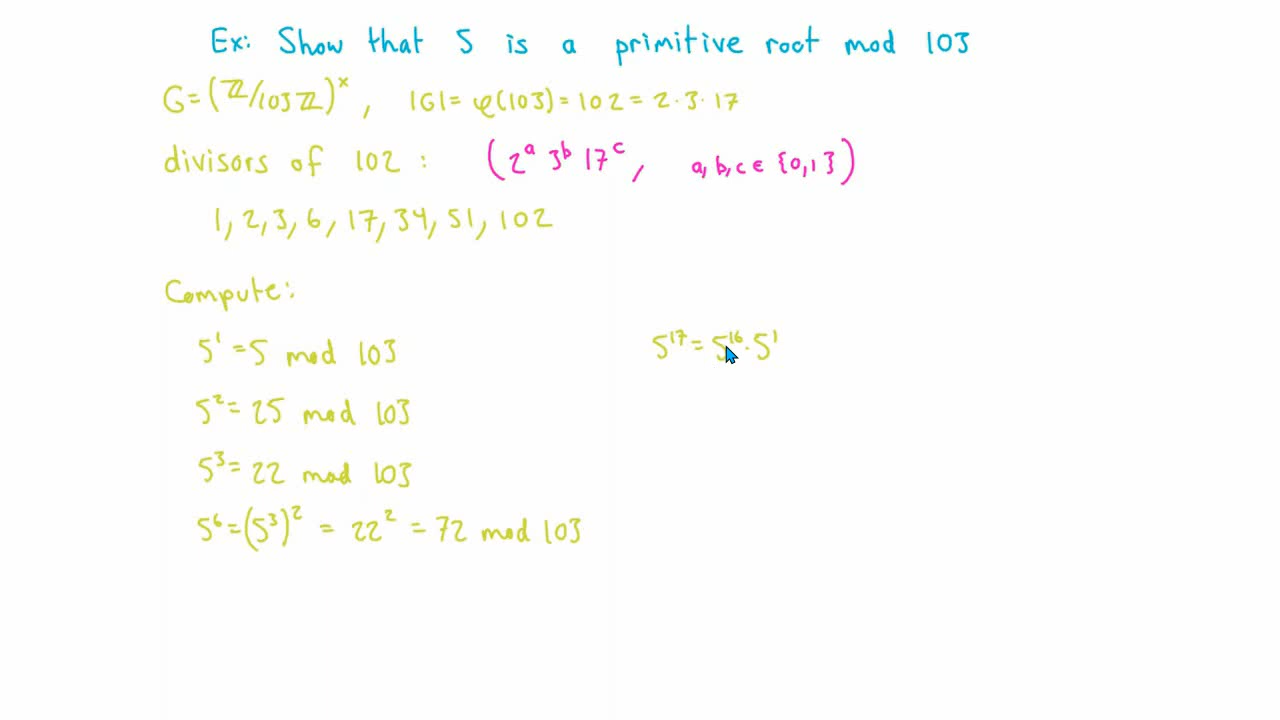 Ex: Show that 5 is a primitive root mod 103
G=(ℤ/103ℤ)^×, |G|=φ(103)=102=2·3·17
divisors of 102: (2^a 3^b 17^c, a,b,c ∈ {0,1})
1, 2, 3, 6, 17, 34, 51, 102
Compute:
5^1=5 mod 103
5^17=5^16·5^1
5^2=25 mod 103
5^3=22 mod 103
5^6=(5^3)^2=22^2=72 mod 103